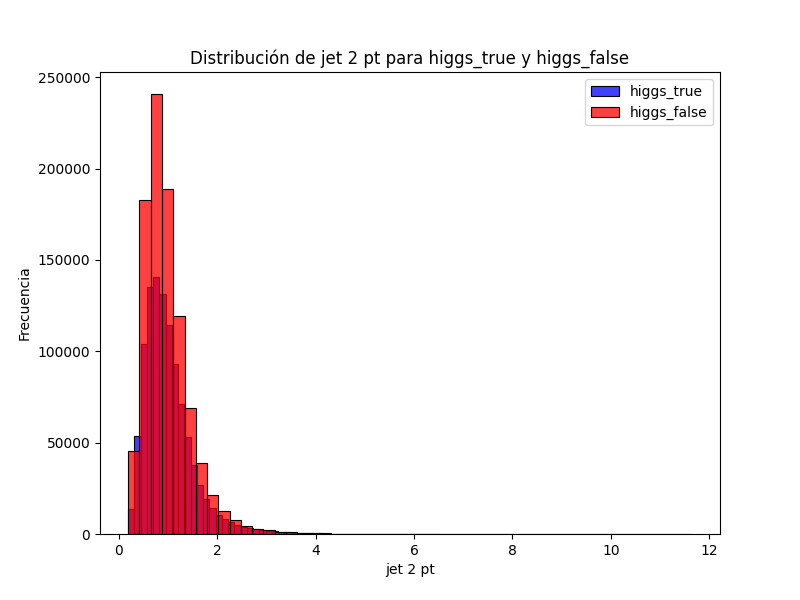 Distribución de jet 2 pt para higgs_true y higgs_false
higgs_true
higgs_false
Frecuencia
250000
200000
150000
100000
50000
0
0 2 4 6 8 10 12
jet 2 pt